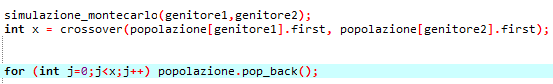 simulazione_montecarlo(genitore1,genitore2);
int x = crossover(popolazione[genitore1].first, popolazione[genitore2].first);
for (int j=0;j<x;j++) popolazione.pop_back();